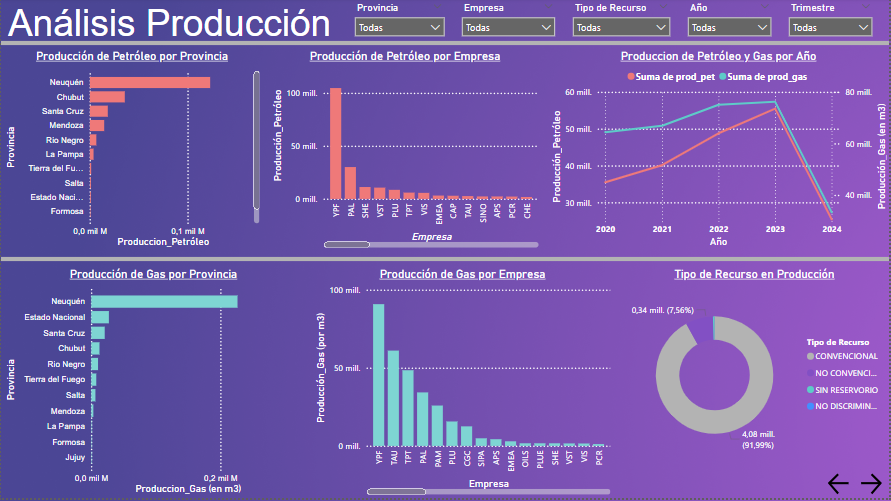 Análisis Producción
Provincia
Todas
Empresa
Todas
Tipo de Recurso
Todas
Año
Todas
Trimestre
Todas
Producción de Petróleo por Provincia
Provincia
Neuquén
Chubut
Santa Cruz
Mendoza
Rio Negro
La Pampa
Tierra del Fu...
Salta
Estado Naci...
Formosa
0,0 mil M
0,1 mil M
Produccion_Petróleo
Producción de Petróleo por Empresa
Producción_Petróleo
100 mill.
50 mill.
0 mill.
YPF
PAL
SHE
VST
PLU
TPT
VIS
EMEA
CAP
TAU
SINO
APS
PCR
CHE
Empresa
Produccion de Petróleo y Gas por Año
Suma de prod_pet
Suma de prod_gas
Producción_Petróleo
60 mill.
50 mill.
40 mill.
30 mill.
80 mill.
60 mill.
40 mill.
Producción_Gas (en m3)
2020
2021
2022
2023
2024
Año
Producción de Gas por Provincia
Provincia
Neuquén
Estado Nacional
Santa Cruz
Chubut
Rio Negro
Tierra del Fuego
Salta
Mendoza
La Pampa
Formosa
Jujuy
0,0 mil M
0,2 mil M
Produccion_Gas (en m3)
Producción de Gas por Empresa
Producción_Gas (por m3)
100 mill.
50 mill.
0 mill.
YPF
TAU
TPT
PAL
PAM
PLU
CGC
SIPA
APS
EMEA
OILS
PLUE
SHE
VST
VIS
PCR
Empresa
Tipo de Recurso en Producción
0,34 mill. (7,56%)
4,08 mill.
(91,99%)
Tipo de Recurso
CONVENCIONAL
NO CONVENCI...
SIN RESERVORIO
NO DISCRIMIN...